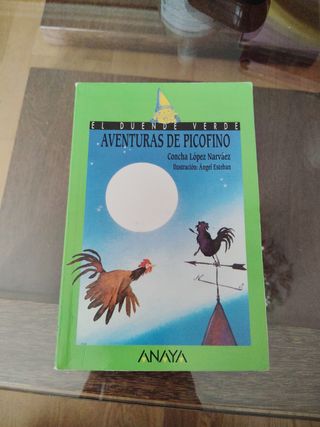 EL DUENDE VERDE
AVENTURAS DE PICOFINO
Concha López Narváez
Ilustración: Ángel Esteban
ANAYA